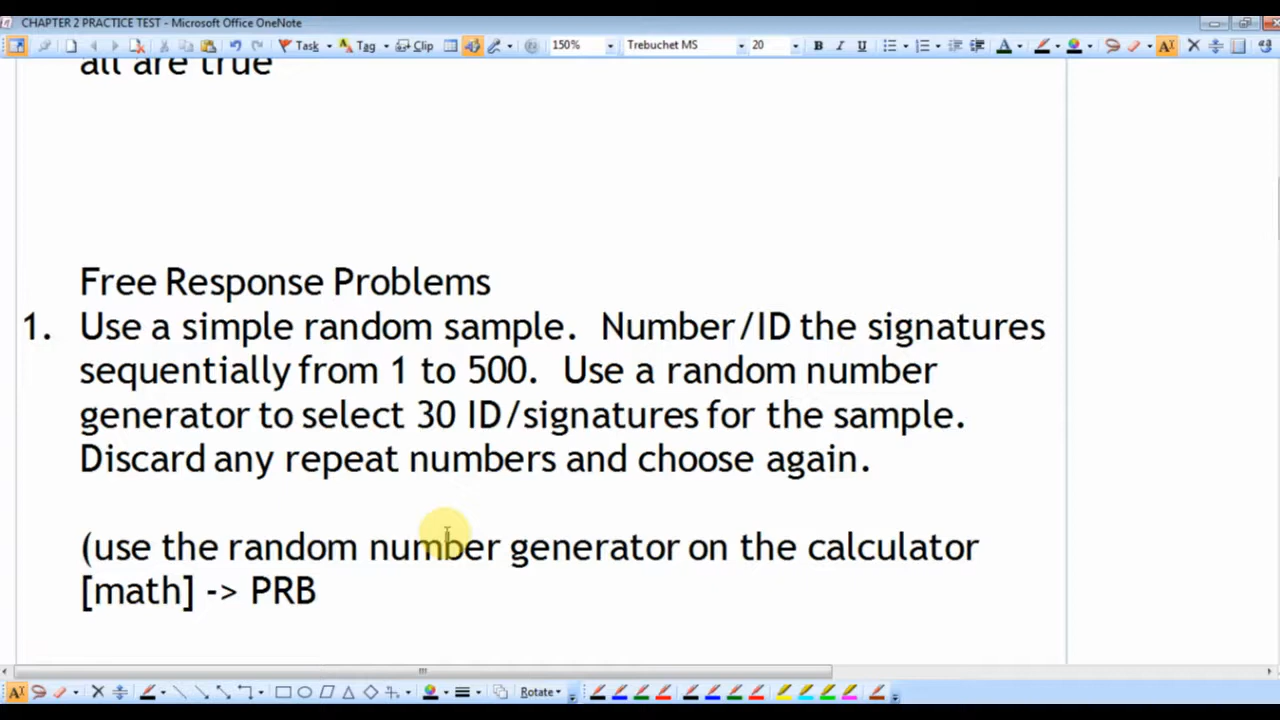 CHAPTER 2 PRACTICE TEST - Microsoft Office OneNote
Task Tag Clip 150% Trebuchet MS 20 B I U A A
all are true
Free Response Problems
1. Use a simple random sample. Number/ID the signatures
sequentially from 1 to 500. Use a random number
generator to select 30 ID/signatures for the sample.
Discard any repeat numbers and choose again.
(use the random number generator on the calculator
[math] -> PRB
A Rotate